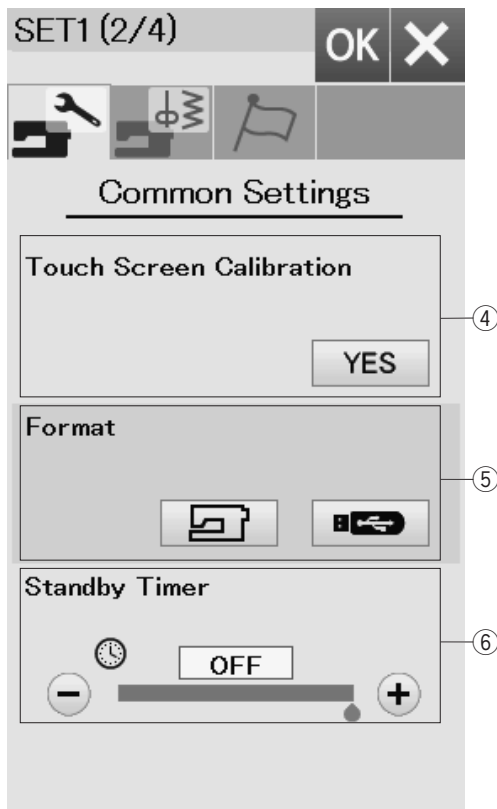 SET1 (2/4)
OK
Common Settings
Touch Screen Calibration
④
YES
Format
⑤
Standby Timer
⑥
OFF